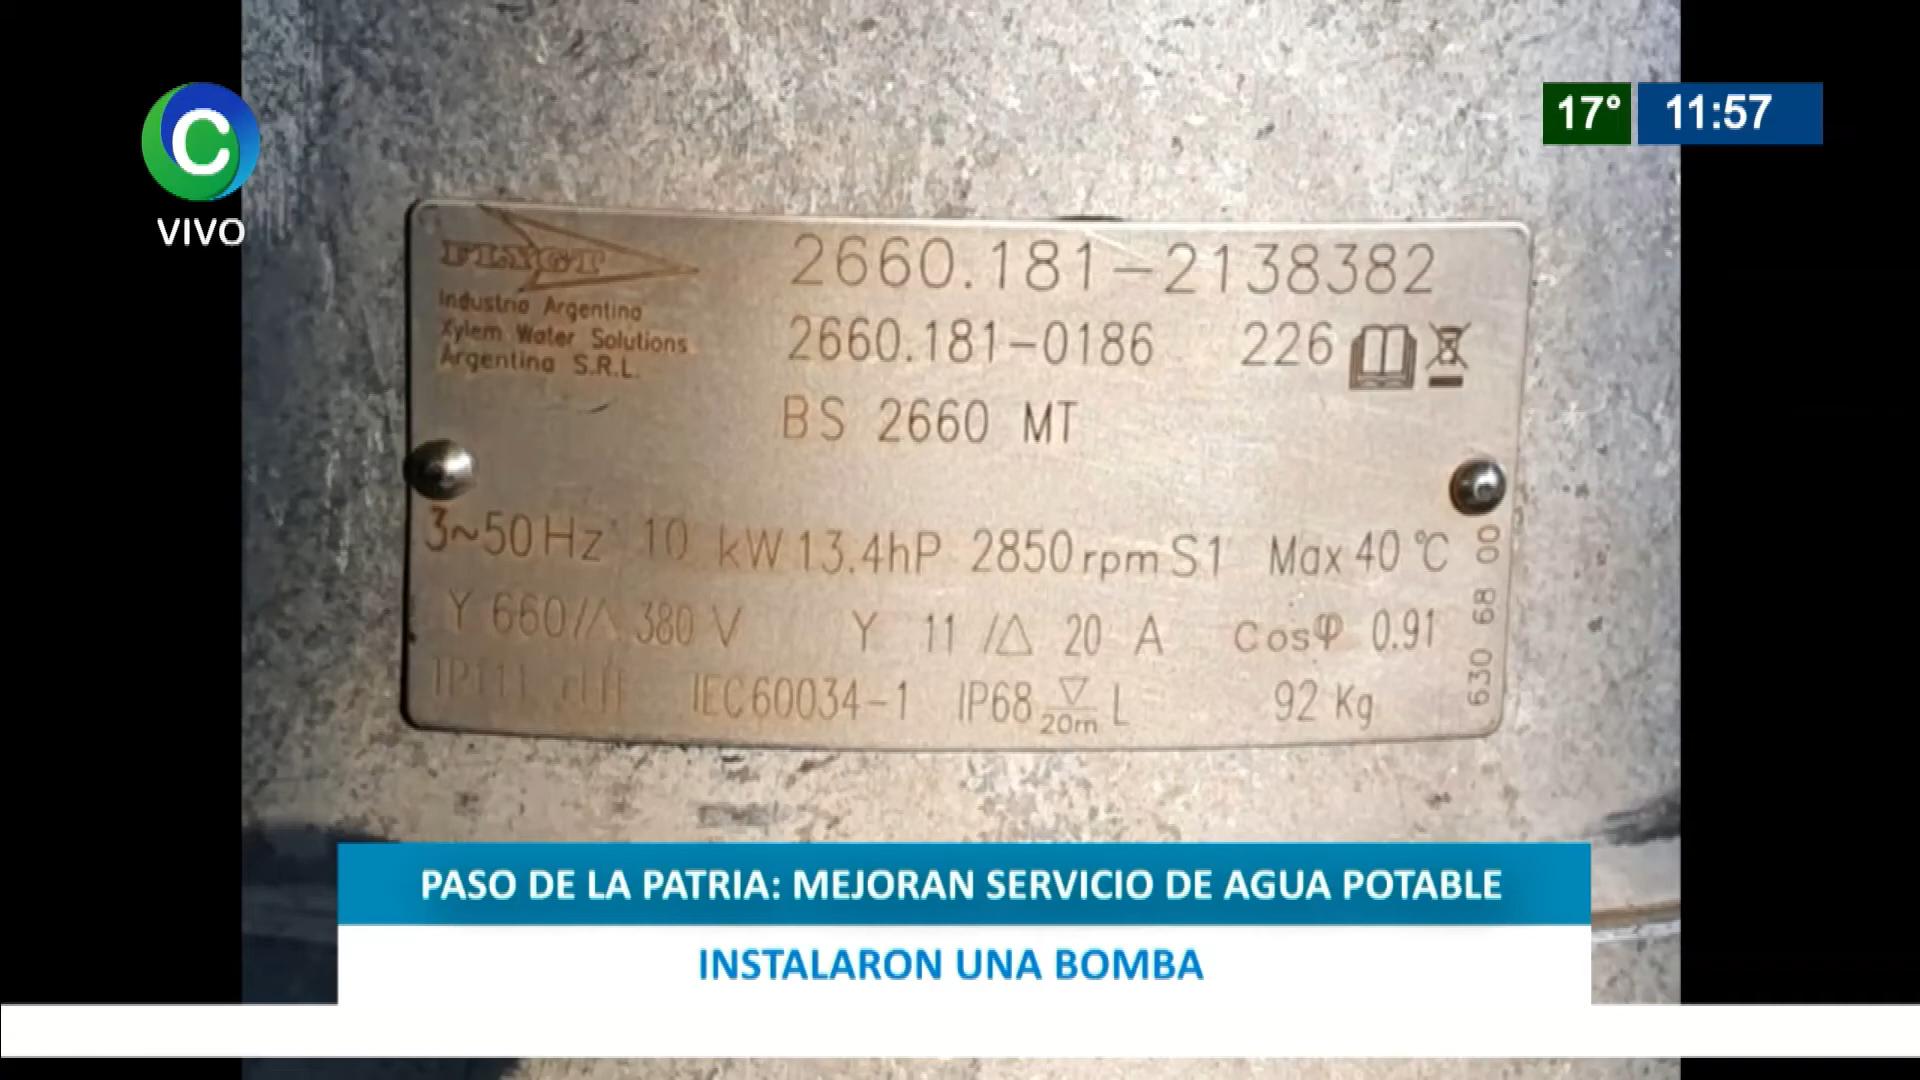 C
VIVO
17°
11:57
FLYGT
Industria Argentina
Xylem Water Solutions
Argentina S.R.L.
2660.181-2138382
2660.181-0186 226
BS 2660 MT
3~50Hz 10 kW 13.4hP 2850rpm S1 Max 40 °C
Y 660/△ 380 V Y 11 /△ 20 A Cosφ 0.91
IEC60034-1 IP68 ▽ 20m L 92 Kg
630 68 00
PASO DE LA PATRIA: MEJORAN SERVICIO DE AGUA POTABLE
INSTALARON UNA BOMBA